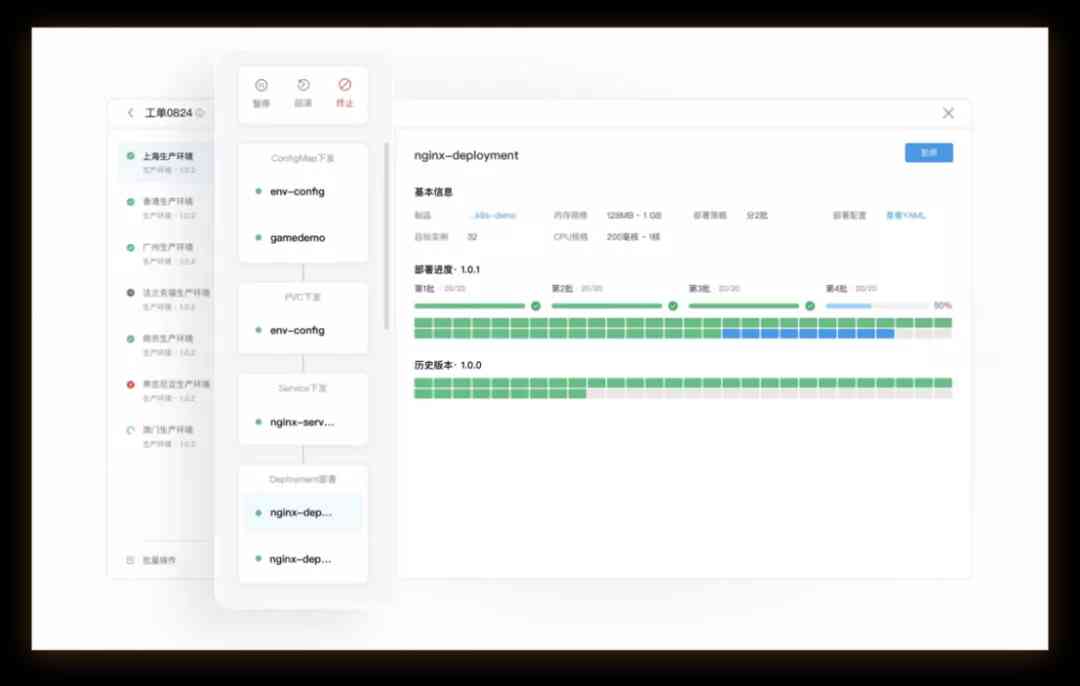 暂停 回滚 终止
工单0824
上海生产环境
生产环境 · 1.0.2
香港生产环境
生产环境 · 1.0.2
广州生产环境
生产环境 · 1.0.2
法兰克福生产环境
生产环境 · 1.0.2
南京生产环境
生产环境 · 1.0.2
弗吉尼亚生产环境
生产环境 · 1.0.2
澳门生产环境
生产环境 · 1.0.2
批量操作
ConfigMap下发
env-config
gamedemo
PVC下发
env-config
Service下发
nginx-serv...
Deployment部署
nginx-dep...
nginx-dep...
nginx-deployment
基本信息
制品 ...k8s-demo 内存规格 128MB - 1 GB 部署策略 分2批 部署配置 查看YAML
目标实例 32 CPU规格 200毫核 - 1核
部署进度 · 1.0.1
第1批 · 20/20 第2批 · 20/20 第3批 · 20/20 第4批 · 20/20
50%
历史版本 · 1.0.0